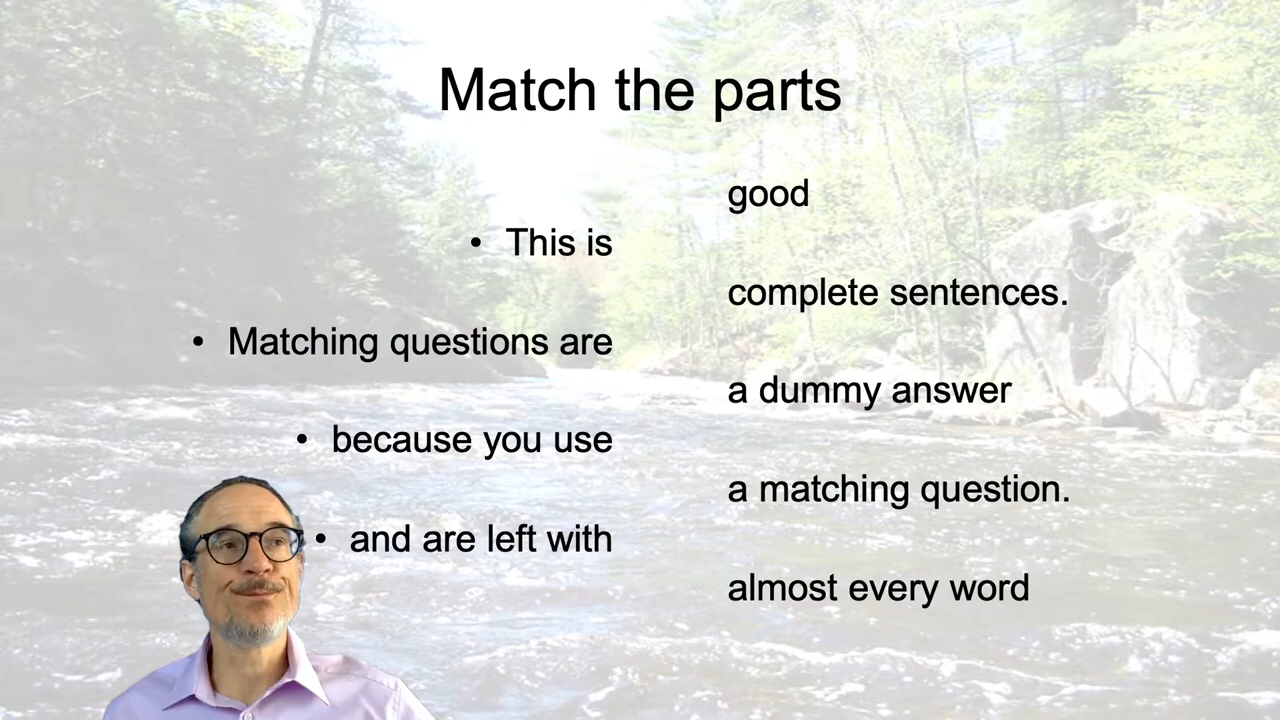 Match the parts
good
• This is
complete sentences.
• Matching questions are
a dummy answer
• because you use
a matching question.
• and are left with
almost every word